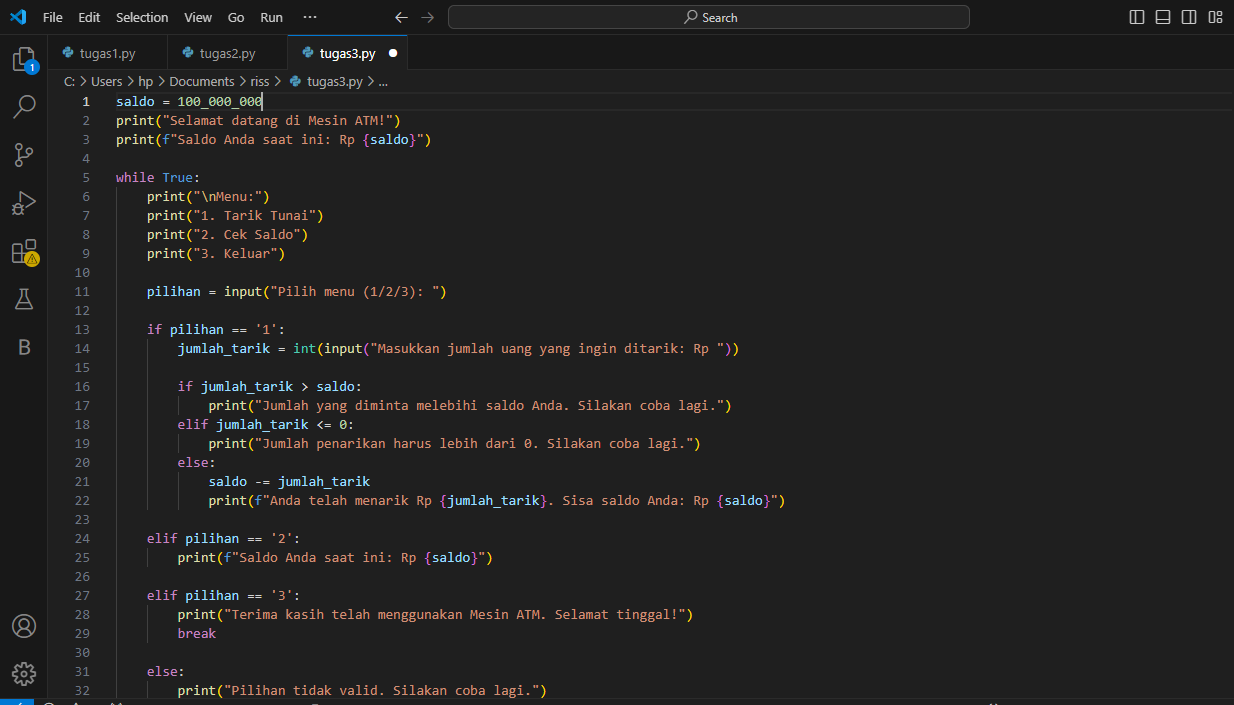 File Edit Selection View Go Run ··· Search
tugas1.py tugas2.py tugas3.py
C: > Users > hp > Documents > riss > tugas3.py > ...
1 saldo = 100_000_000
2 print("Selamat datang di Mesin ATM!")
3 print(f"Saldo Anda saat ini: Rp {saldo}")
4
5 while True:
6     print("\nMenu:")
7     print("1. Tarik Tunai")
8     print("2. Cek Saldo")
9     print("3. Keluar")
10
11     pilihan = input("Pilih menu (1/2/3): ")
12
13     if pilihan == '1':
14         jumlah_tarik = int(input("Masukkan jumlah uang yang ingin ditarik: Rp "))
15
16         if jumlah_tarik > saldo:
17             print("Jumlah yang diminta melebihi saldo Anda. Silakan coba lagi.")
18         elif jumlah_tarik <= 0:
19             print("Jumlah penarikan harus lebih dari 0. Silakan coba lagi.")
20         else:
21             saldo -= jumlah_tarik
22             print(f"Anda telah menarik Rp {jumlah_tarik}. Sisa saldo Anda: Rp {saldo}")
23
24     elif pilihan == '2':
25         print(f"Saldo Anda saat ini: Rp {saldo}")
26
27     elif pilihan == '3':
28         print("Terima kasih telah menggunakan Mesin ATM. Selamat tinggal!")
29         break
30
31     else:
32         print("Pilihan tidak valid. Silakan coba lagi.")
1
B